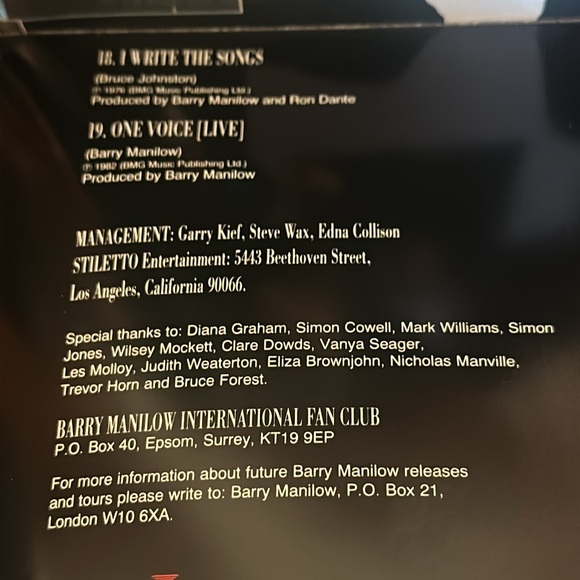 18. I WRITE THE SONGS
(Bruce Johnston)
℗ 1976 (BMG Music Publishing Ltd.)
Produced by Barry Manilow and Ron Dante
19. ONE VOICE [LIVE]
(Barry Manilow)
℗ 1982 (BMG Music Publishing Ltd.)
Produced by Barry Manilow
MANAGEMENT: Garry Kief, Steve Wax, Edna Collison
STILETTO Entertainment: 5443 Beethoven Street,
Los Angeles, California 90066.
Special thanks to: Diana Graham, Simon Cowell, Mark Williams, Simon
Jones, Wilsey Mockett, Clare Dowds, Vanya Seager,
Les Molloy, Judith Weaterton, Eliza Brownjohn, Nicholas Manville,
Trevor Horn and Bruce Forest.
BARRY MANILOW INTERNATIONAL FAN CLUB
P.O. Box 40, Epsom, Surrey, KT19 9EP
For more information about future Barry Manilow releases
and tours please write to: Barry Manilow, P.O. Box 21,
London W10 6XA.